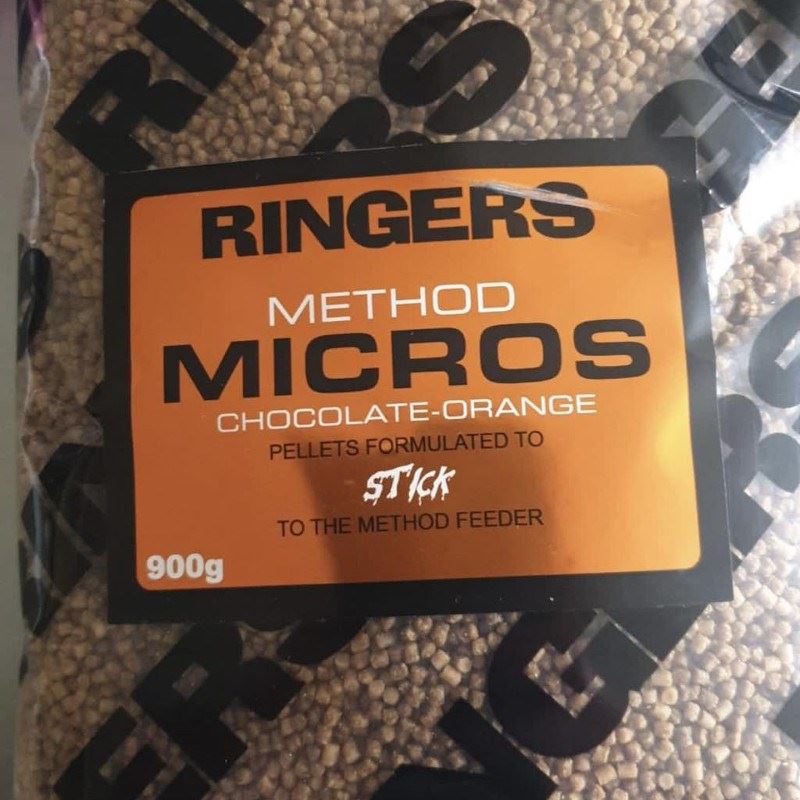 RINGERS
METHOD
MICROS
CHOCOLATE-ORANGE
PELLETS FORMULATED TO
STICK
TO THE METHOD FEEDER
900g